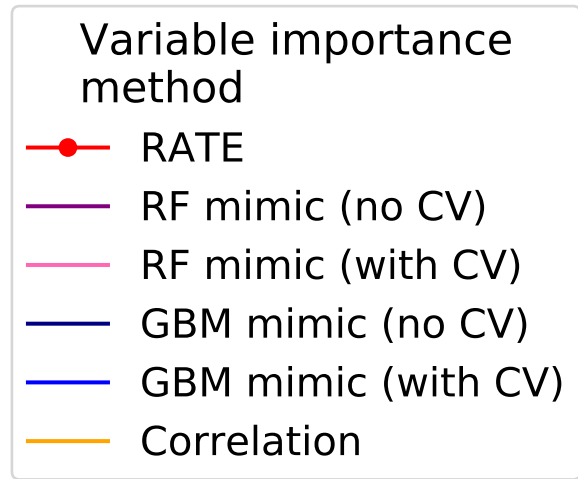 Variable importance
method
RATE
RF mimic (no CV)
RF mimic (with CV)
GBM mimic (no CV)
GBM mimic (with CV)
Correlation